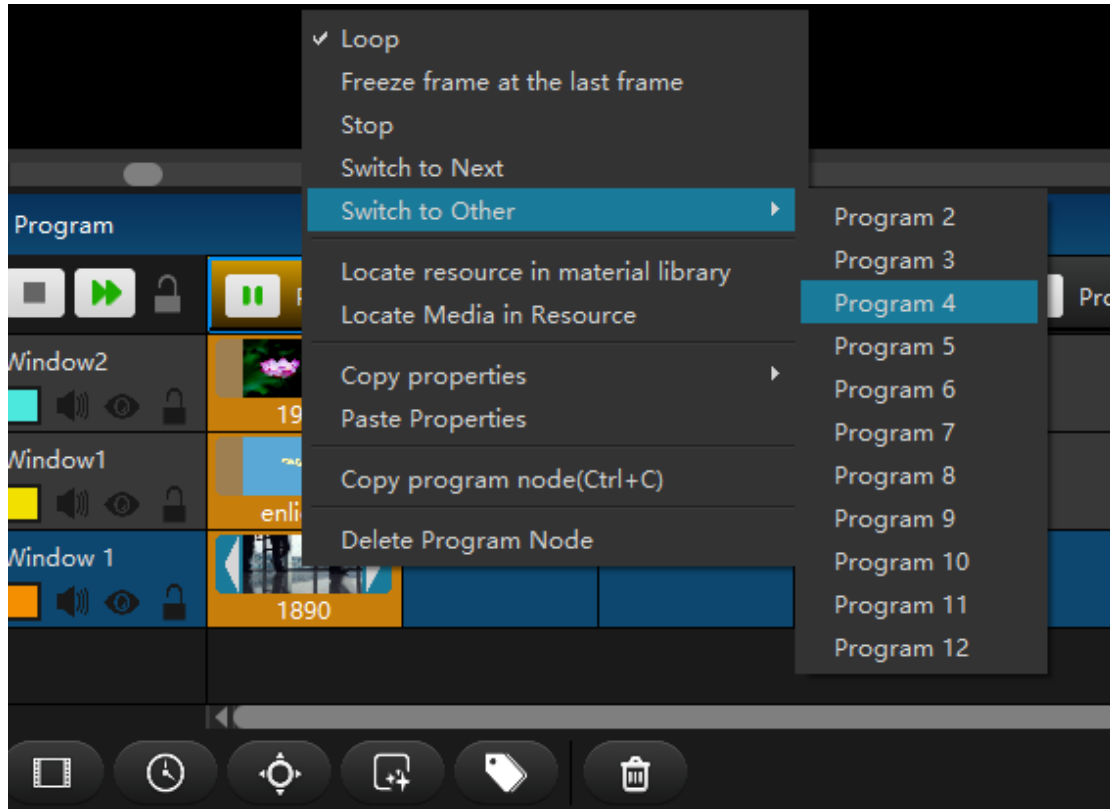 Loop
Freeze frame at the last frame
Stop
Switch to Next
Switch to Other
Locate resource in material library
Locate Media in Resource
Copy properties
Paste Properties
Copy program node(Ctrl+C)
Delete Program Node
Program 2
Program 3
Program 4
Program 5
Program 6
Program 7
Program 8
Program 9
Program 10
Program 11
Program 12
Program
Window2
19
Window1
enli
Window 1
1890